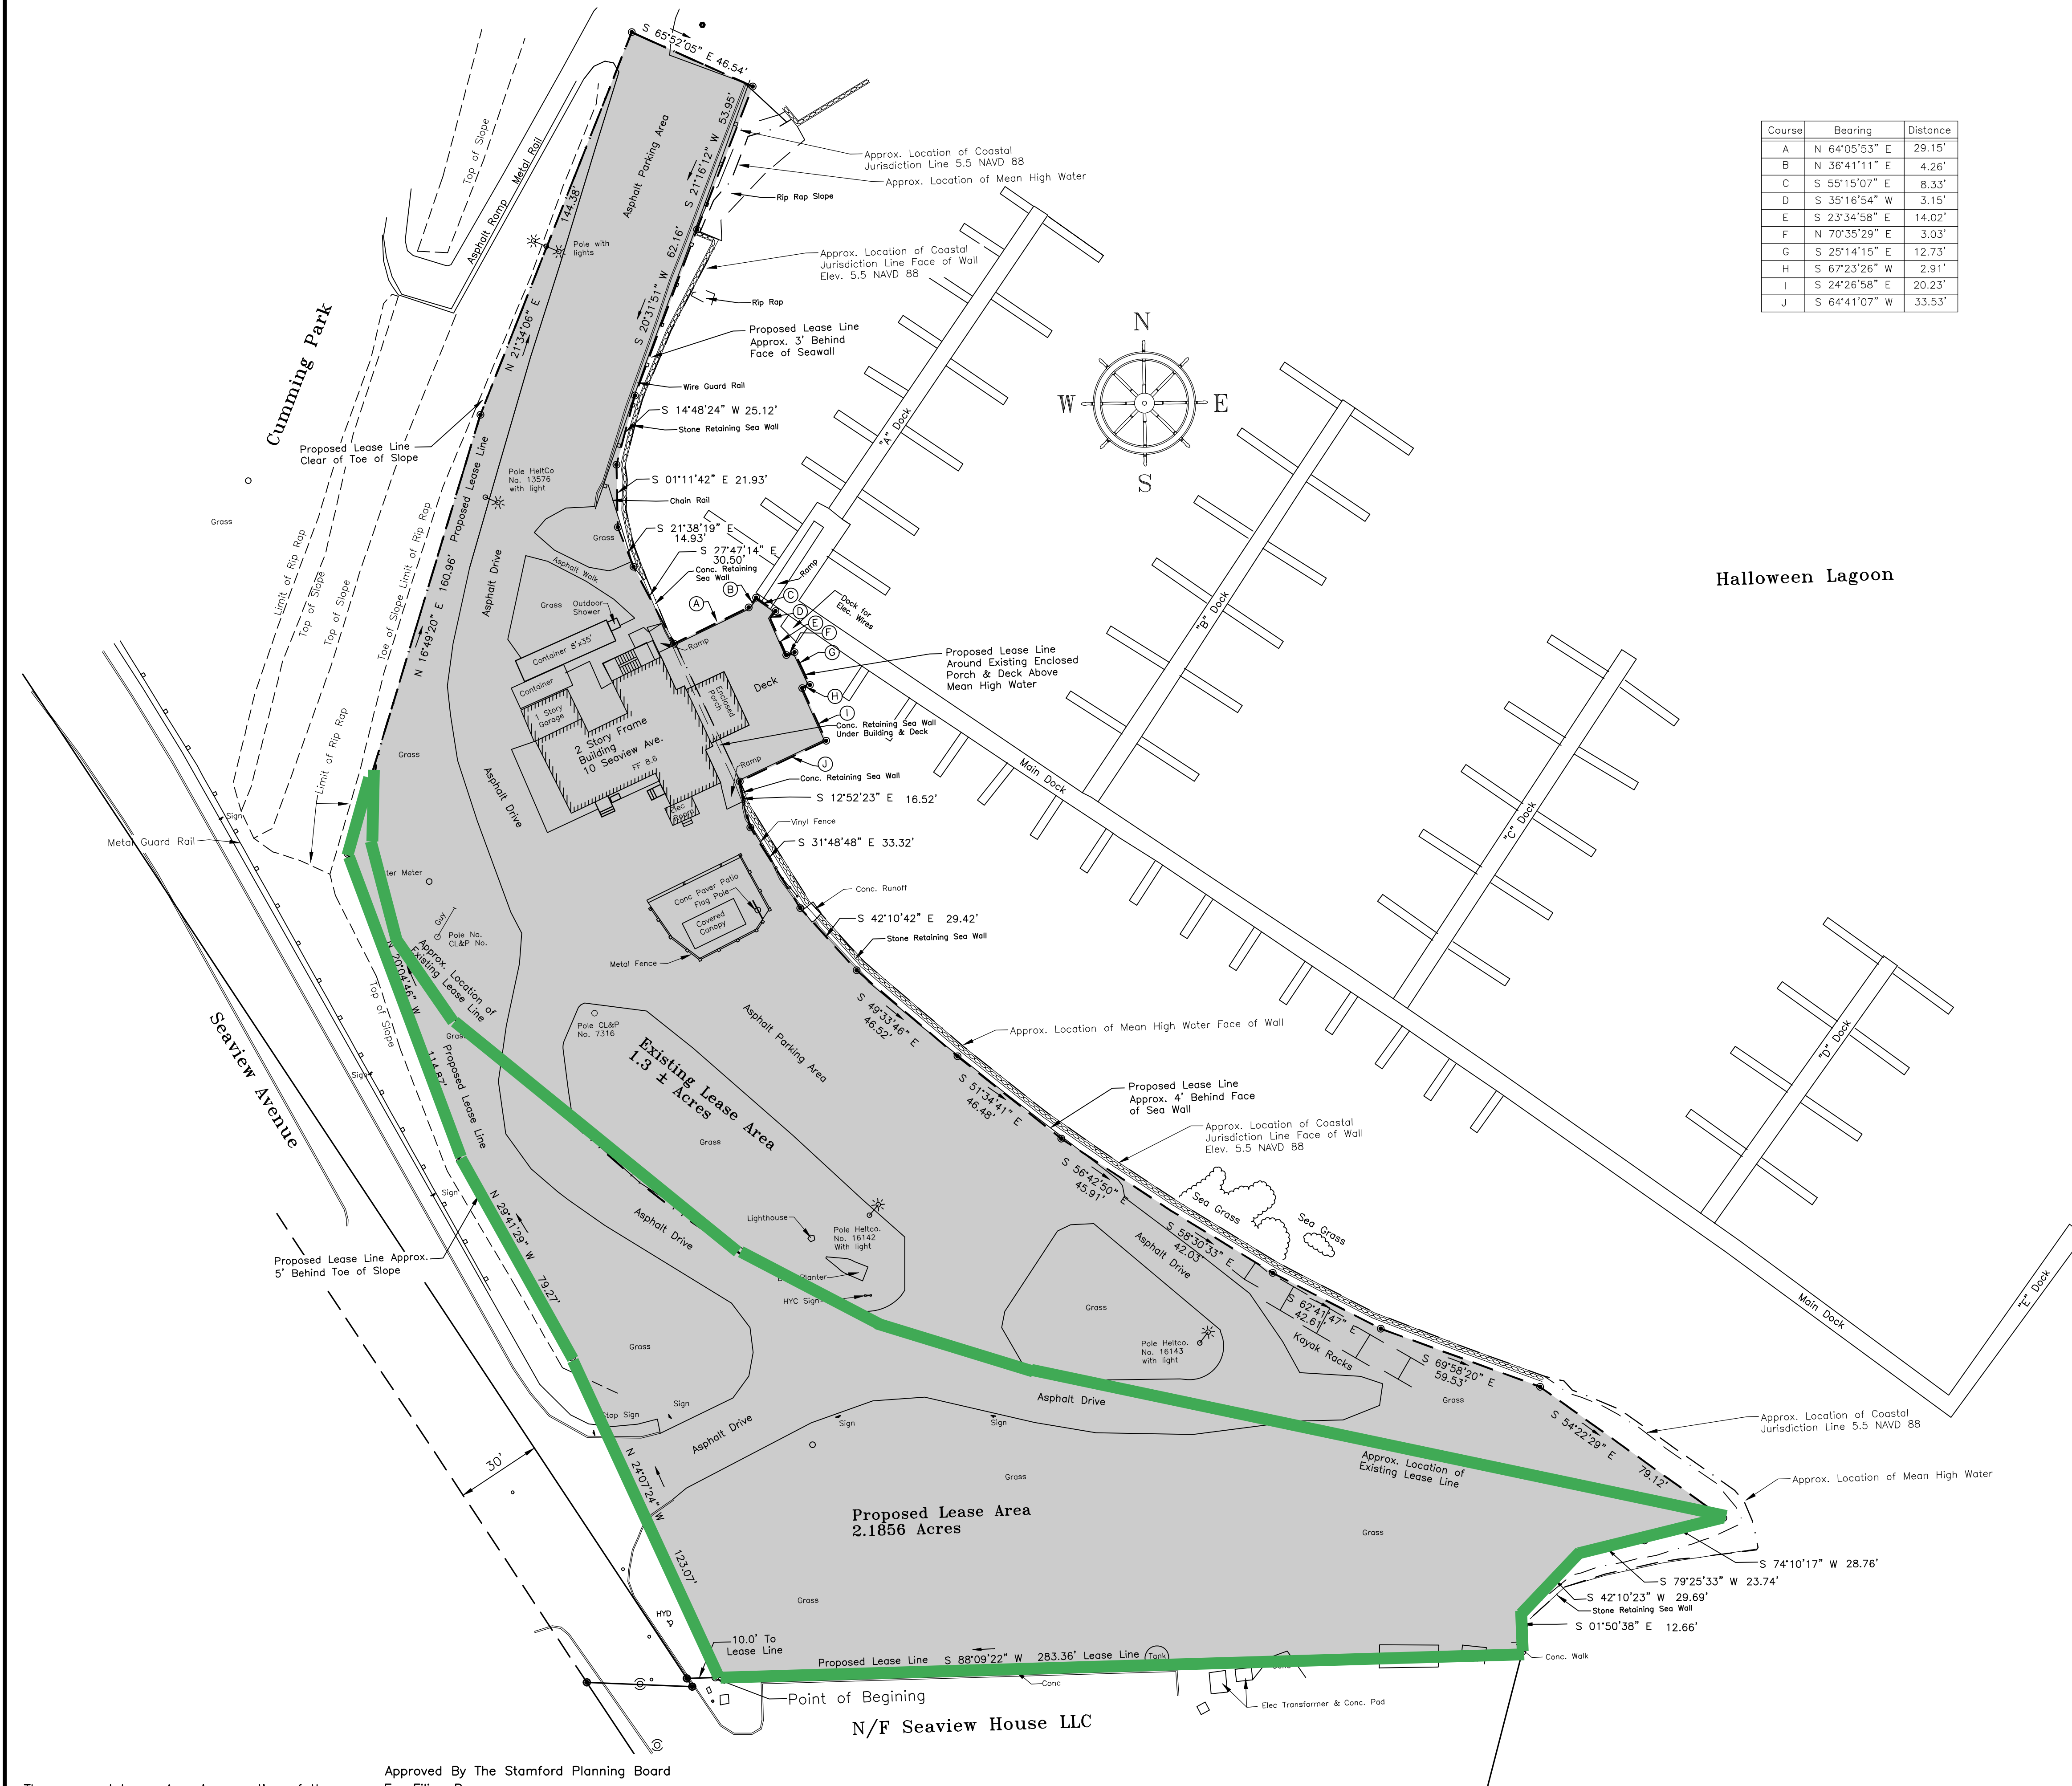 S 65°52'05" E 46.54'
Course Bearing Distance
A N 64°05'53" E 29.15'
B N 36°41'11" E 4.26'
C S 55°15'07" E 8.33'
D S 35°16'54" W 3.15'
E S 23°34'58" E 14.02'
F N 70°35'29" E 3.03'
G S 25°14'15" E 12.73'
H S 67°23'26" W 2.91'
I S 24°26'58" E 20.23'
J S 64°41'07" W 33.53'
Top of Slope
Asphalt Ramp
Metal Rail
Asphalt Parking Area
S 21°16'12" W 53.95'
Approx. Location of Coastal
Jurisdiction Line 5.5 NAVD 88
Approx. Location of Mean High Water
Rip Rap Slope
144.38'
N 21°34'06" E
Pole with
lights
S 20°31'51" W 62.16'
Approx. Location of Coastal
Jurisdiction Line Face of Wall
Elev. 5.5 NAVD 88
Rip Rap
Proposed Lease Line
Approx. 3' Behind
Face of Seawall
Wire Guard Rail
S 14°48'24" W 25.12'
Stone Retaining Sea Wall
Cumming Park
Proposed Lease Line
Clear of Toe of Slope
Grass
Pole HeltCo
No. 13576
with light
S 01°11'42" E 21.93'
Chain Rail
N
W
E
S
"A" Dock
"B" Dock
"C" Dock
"D" Dock
"E" Dock
Halloween Lagoon
Limit of Rip Rap
Top of Slope
Top of Slope
Toe of Slope Limit of Rip Rap
N 16°49'20" E 160.96' Proposed Lease Line
Asphalt Drive
Grass
S 21°38'19" E
14.93'
S 27°47'14" E
30.50'
Conc. Retaining
Sea Wall
Asphalt Walk
Grass
Outdoor
Shower
Container 8'x35'
Container
1 Story
Garage
2 Story Frame
Building
10 Seaview Ave.
FF 8.6
Enclosed
Porch
Deck
Ramp
Ramp
Ramp
Elec
Room
A
B
C
D
E
F
G
H
I
J
Dock for
Elec. Wires
Proposed Lease Line
Around Existing Enclosed
Porch & Deck Above
Mean High Water
Conc. Retaining Sea Wall
Under Building & Deck
Conc. Retaining Sea Wall
S 12°52'23" E 16.52'
Vinyl Fence
S 31°48'48" E 33.32'
Main Dock
Main Dock
Grass
Asphalt Drive
Limit of Rip Rap
Sign
Metal Guard Rail
ter Meter
Guy
Pole No.
CL&P No.
Conc Paver Patio
Flag Pole
Covered
Canopy
Metal Fence
Conc. Runoff
S 42°10'42" E 29.42'
Stone Retaining Sea Wall
Approx. Location of
Existing Lease Line
N 20°04'46" W
114.87'
Proposed Lease Line
Top of Slope
Grass
Seaview Avenue
Sign
Sign
Pole CL&P
No. 7316
Existing Lease Area
1.3 ± Acres
Asphalt Parking Area
Grass
S 49°33'46" E
46.52'
Approx. Location of Mean High Water Face of Wall
S 51°34'41" E
46.48'
Proposed Lease Line
Approx. 4' Behind Face
of Sea Wall
Approx. Location of Coastal
Jurisdiction Line Face of Wall
Elev. 5.5 NAVD 88
S 56°42'50" E
45.91'
Sea Grass
Sea Grass
S 58°30'33" E
42.03'
Asphalt Drive
Lighthouse
Pole Heltco.
No. 16142
With light
Planter
HYC Sign
Asphalt Drive
N 29°41'29" W
79.27'
Proposed Lease Line Approx.
5' Behind Toe of Slope
Grass
Grass
Pole Heltco.
No. 16143
with light
S 62°41'47" E
42.61'
Kayak Racks
S 69°58'20" E
59.53'
Grass
Asphalt Drive
Stop Sign
Sign
Asphalt Drive
Sign
Sign
S 54°22'29" E
79.12'
Approx. Location of Coastal
Jurisdiction Line 5.5 NAVD 88
Approx. Location of Mean High Water
Approx. Location of
Existing Lease Line
30'
N 24°07'24" W
123.07'
Grass
Proposed Lease Area
2.1856 Acres
Grass
Grass
S 74°10'17" W 28.76'
S 79°25'33" W 23.74'
S 42°10'23" W 29.69'
Stone Retaining Sea Wall
S 01°50'38" E 12.66'
HYD
10.0' To
Lease Line
Proposed Lease Line S 88°09'22" W 283.36' Lease Line
Tank
Conc. Walk
Conc
Point of Begining
Elec Transformer & Conc. Pad
N/F Seaview House LLC
Approved By The Stamford Planning Board